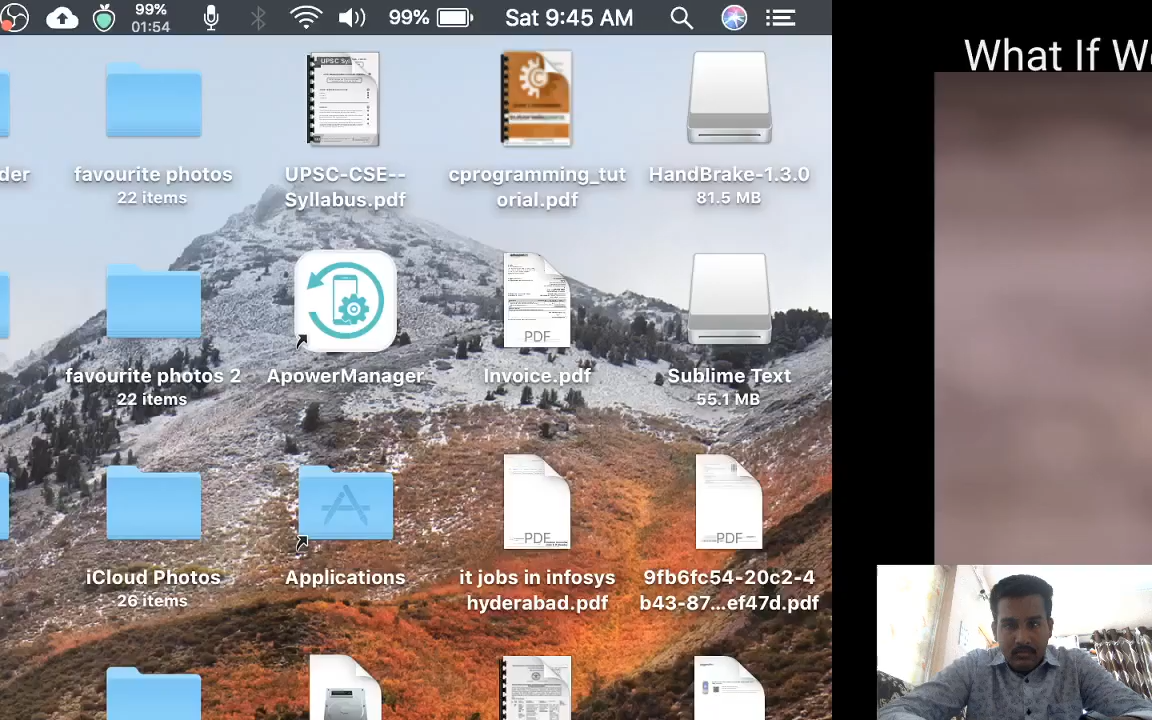 99%
01:54
99%
Sat 9:45 AM
What If We
der
favourite photos
22 items
UPSC-CSE--
Syllabus.pdf
cprogramming_tut
orial.pdf
HandBrake-1.3.0
81.5 MB
favourite photos 2
22 items
ApowerManager
PDF
Invoice.pdf
Sublime Text
55.1 MB
iCloud Photos
26 items
Applications
PDF
it jobs in infosys
hyderabad.pdf
PDF
9fb6fc54-20c2-4
b43-87...ef47d.pdf